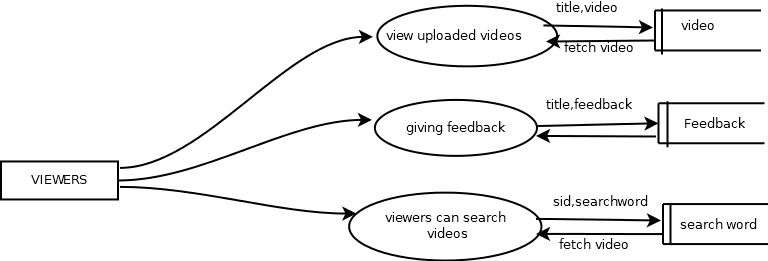 title,video
view uploaded videos
video
fetch video
title,feedback
giving feedback
Feedback
VIEWERS
sid,searchword
viewers can search
videos
search word
fetch video